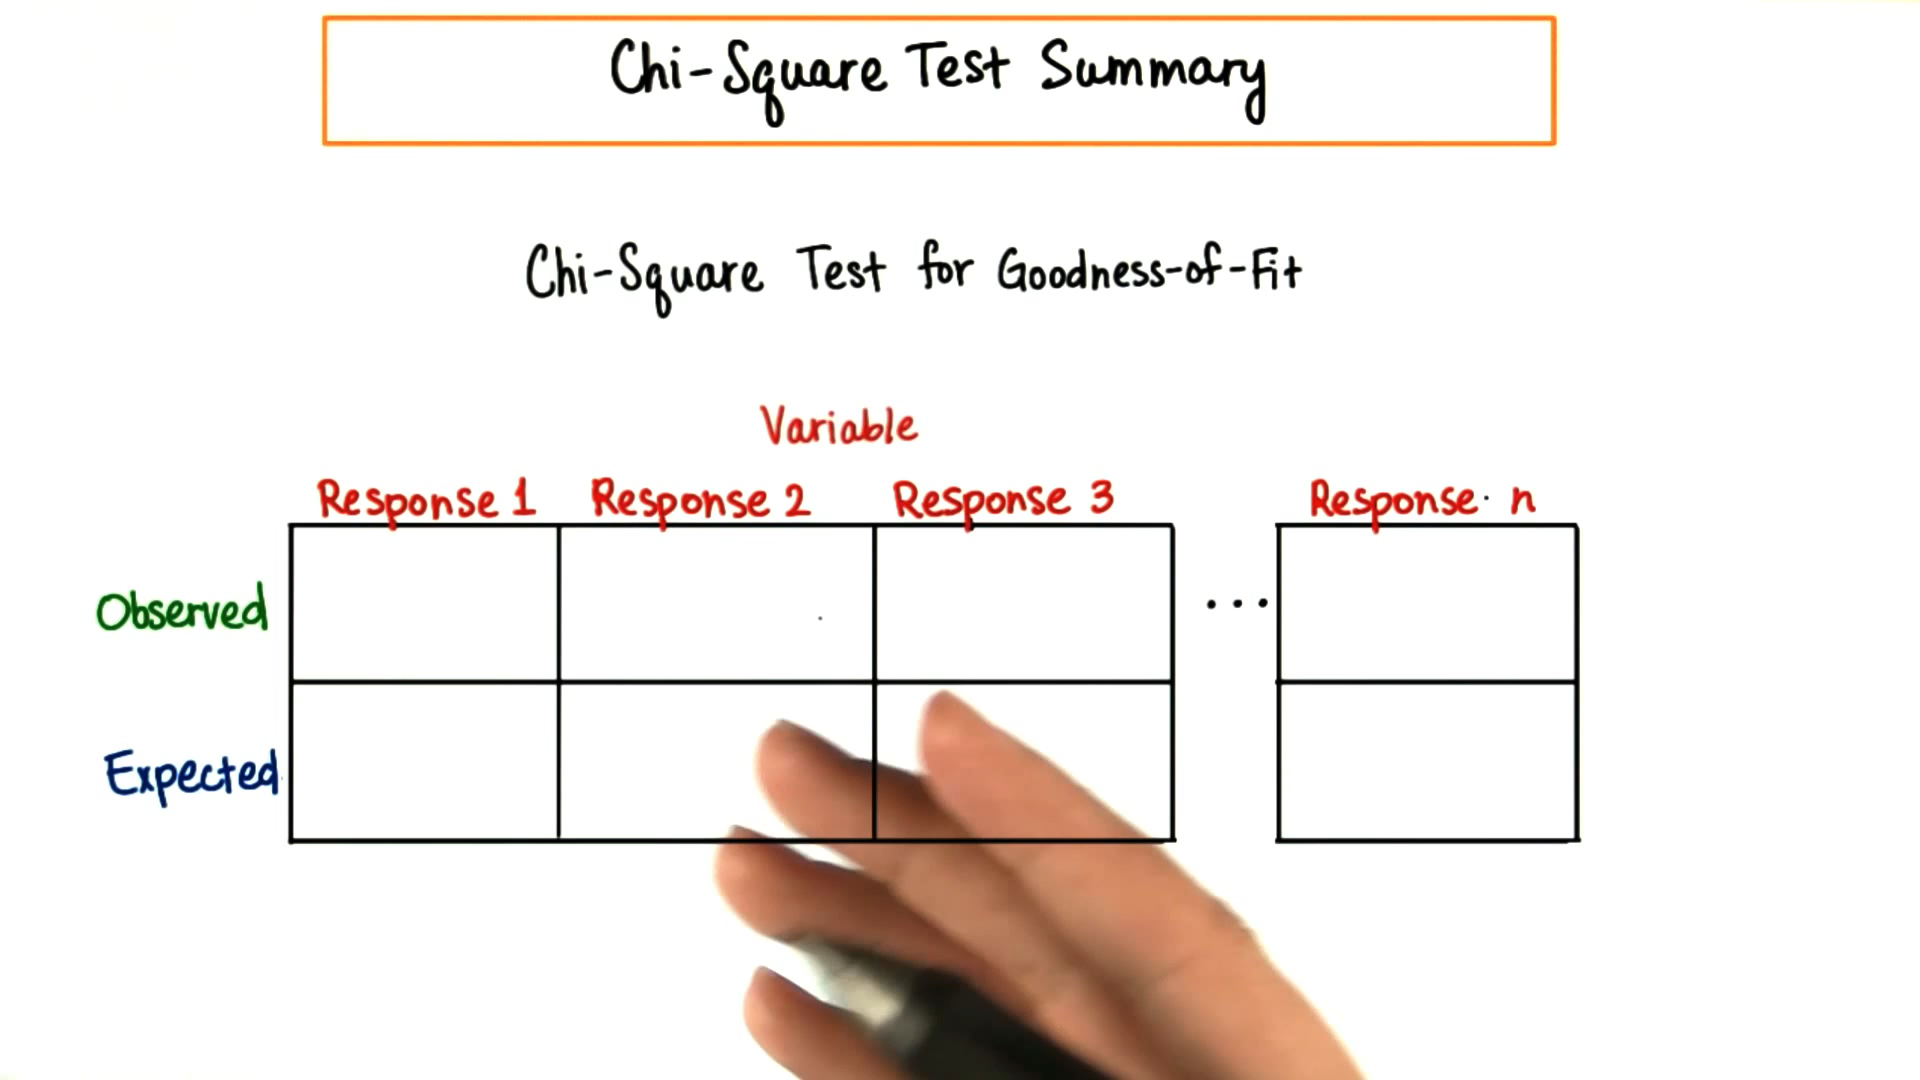 Chi-Square Test Summary
Chi-Square Test for Goodness-of-Fit
Variable
Response 1 Response 2 Response 3 Response n
Observed ...
Expected